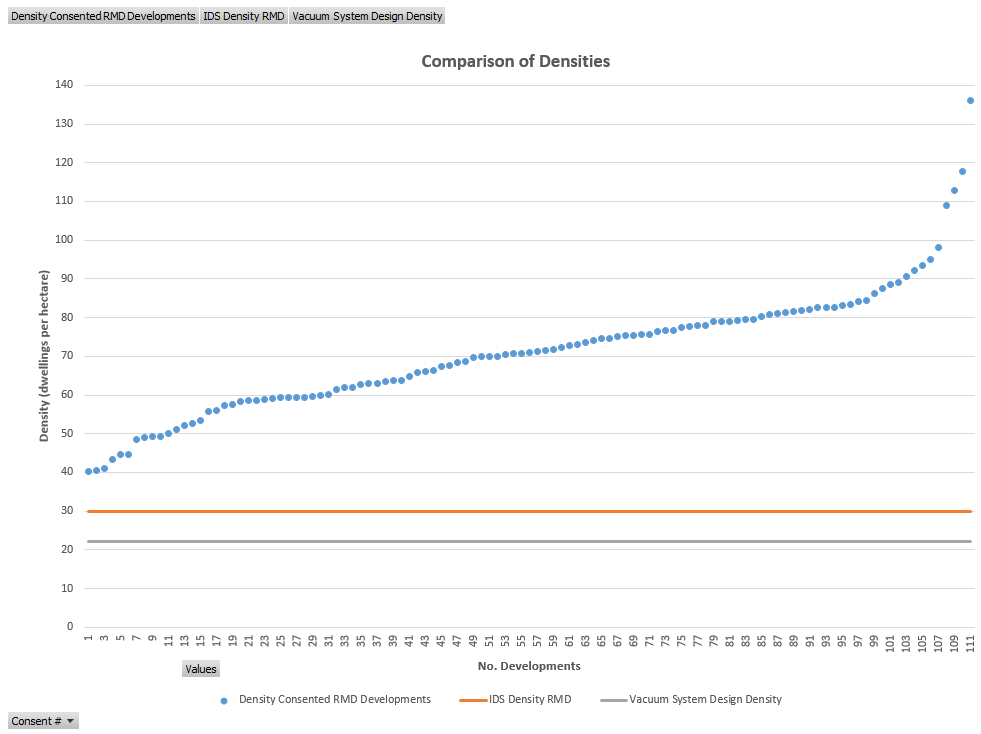 Density Consented RMD Developments IDS Density RMD Vacuum System Design Density
Comparison of Densities
140
130
120
110
100
90
80
70
60
50
40
30
20
10
0
Density (dwellings per hectare)
1 3 5 7 9 11 13 15 17 19 21 23 25 27 29 31 33 35 37 39 41 43 45 47 49 51 53 55 57 59 61 63 65 67 69 71 73 75 77 79 81 83 85 87 89 91 93 95 97 99 101 103 105 107 109 111
No. Developments
Values
Density Consented RMD Developments IDS Density RMD Vacuum System Design Density
Consent #